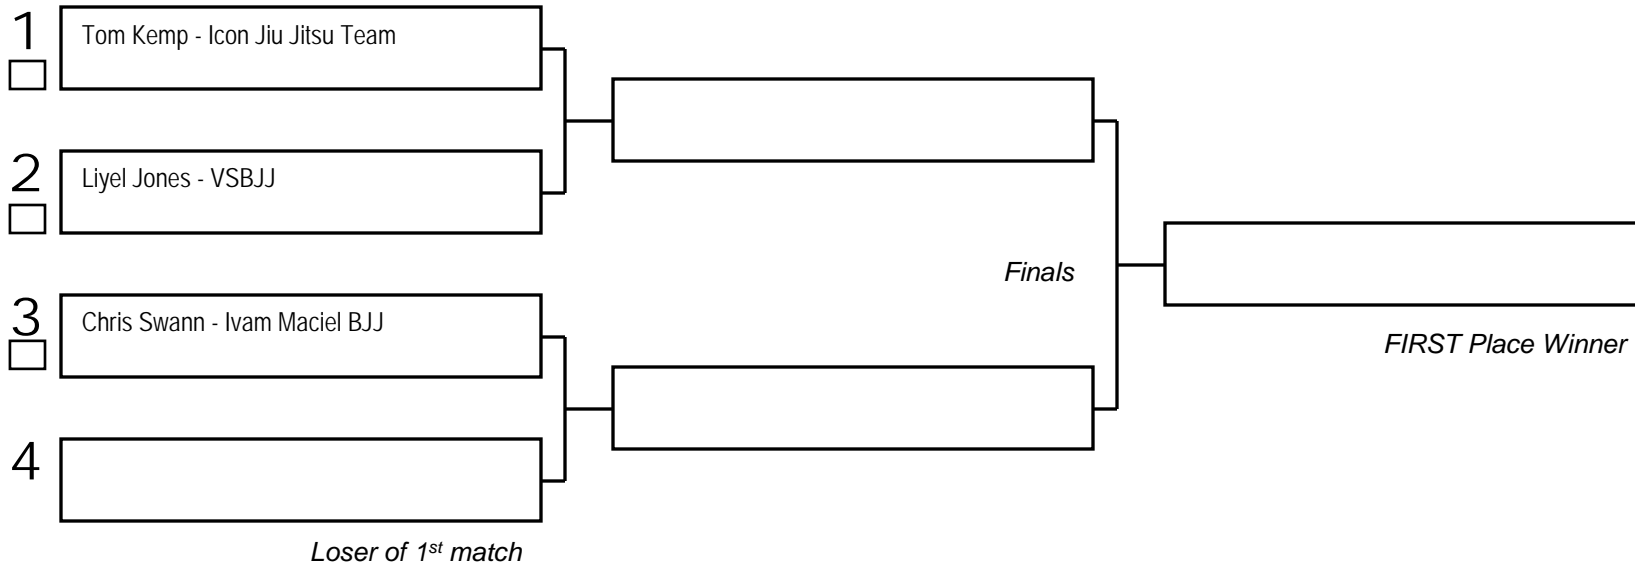 1
Tom Kemp - Icon Jiu Jitsu Team
2
Liyel Jones - VSBJJ
Finals
3
Chris Swann - Ivam Maciel BJJ
FIRST Place Winner
4
Loser of 1st match